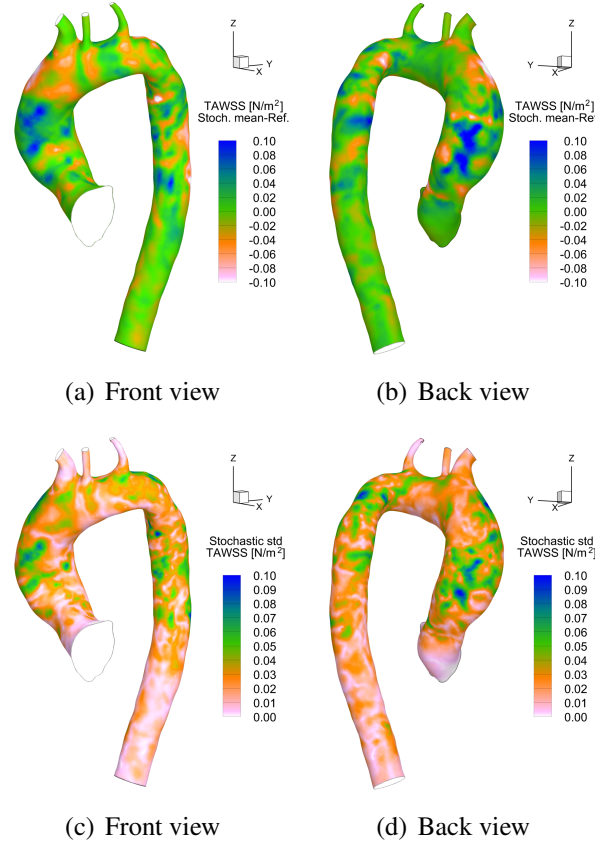 Z
Y
X
TAWSS [N/m²]
Stoch. mean-Ref.
0.10
0.08
0.06
0.04
0.02
0.00
-0.02
-0.04
-0.06
-0.08
-0.10
(a) Front view
Z
Y
X
TAWSS [N/m²]
Stoch. mean-Ref
0.10
0.08
0.06
0.04
0.02
0.00
-0.02
-0.04
-0.06
-0.08
-0.10
(b) Back view
Z
Y
X
Stochastic std
TAWSS [N/m²]
0.10
0.09
0.08
0.07
0.06
0.05
0.04
0.03
0.02
0.01
0.00
(c) Front view
Z
Y
X
Stochastic std
TAWSS [N/m²]
0.10
0.09
0.08
0.07
0.06
0.05
0.04
0.03
0.02
0.01
0.00
(d) Back view